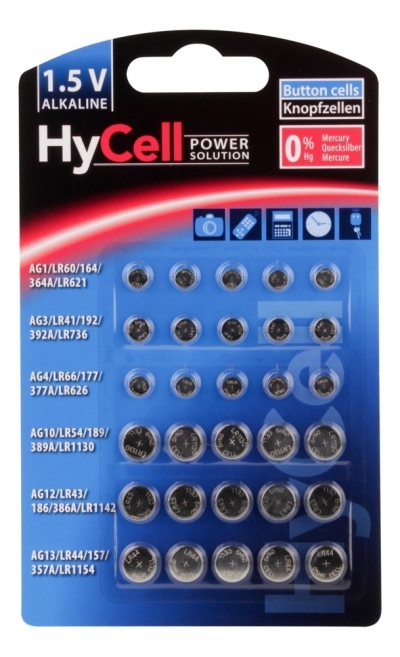 1.5 V
ALKALINE
Button cells
Knopfzellen
HyCell POWER SOLUTION
0% Hg
Mercury
Quecksilber
Mercure
AG1/LR60/164/
364A/LR621
AG3/LR41/192/
392A/LR736
AG4/LR66/177/
377A/LR626
AG10/LR54/189/
389A/LR1130
AG12/LR43/
186/386A/LR1142
AG13/LR44/157/
357A/LR1154
HyCell